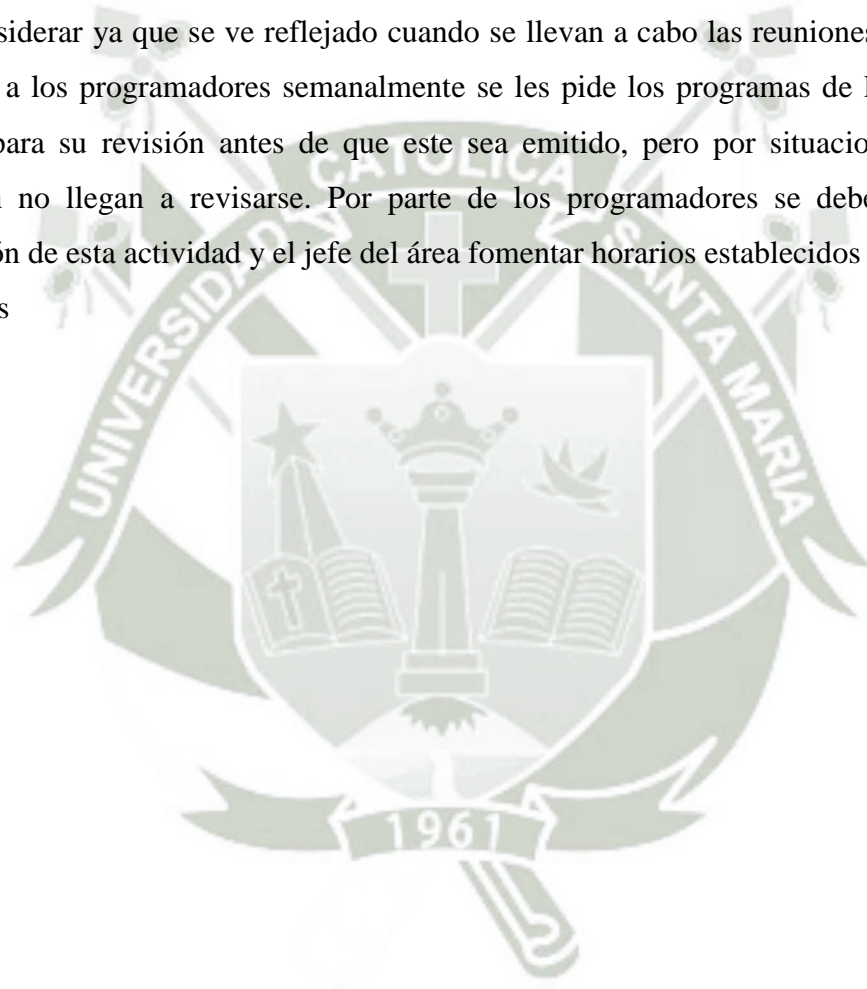 siderar ya que se ve reflejado cuando se llevan a cabo las reuniones
a los programadores semanalmente se les pide los programas de
para su revisión antes de que este sea emitido, pero por situacio
no llegan a revisarse. Por parte de los programadores se debe
ón de esta actividad y el jefe del área fomentar horarios establecidos
s
UNIVERSIDAD CATOLICA SANTA MARIA
1961